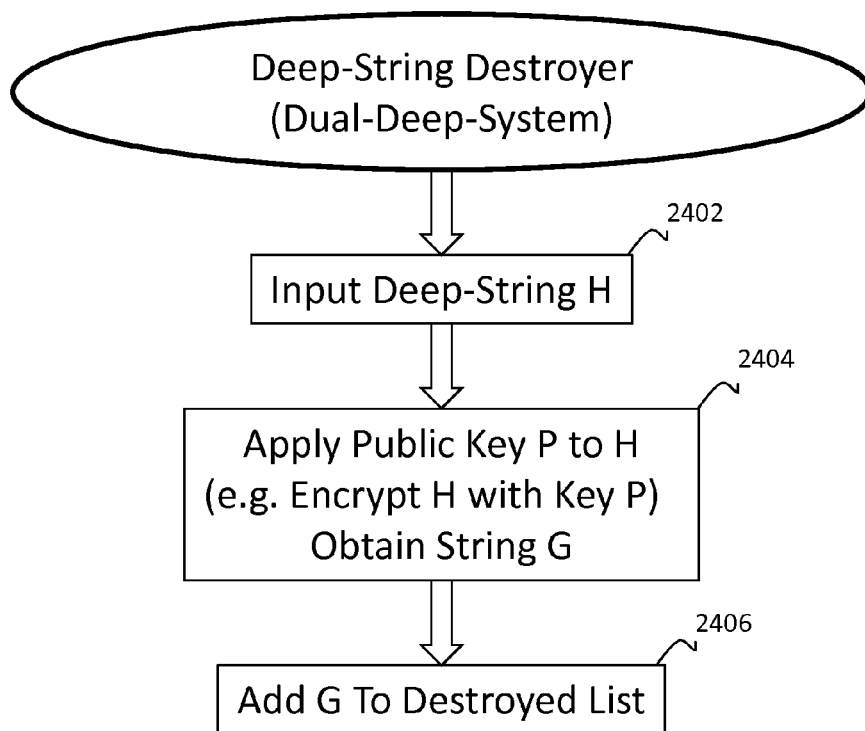 Deep-String Destroyer
(Dual-Deep-System)
2402
Input Deep-String H
2404
Apply Public Key P to H
(e.g. Encrypt H with Key P)
Obtain String G
2406
Add G To Destroyed List